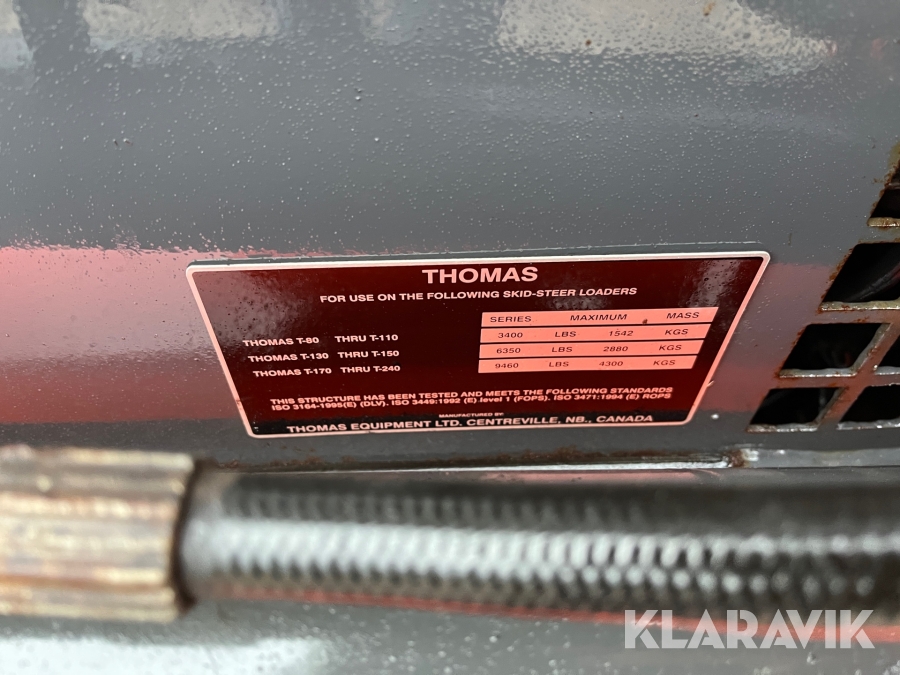 THOMAS
FOR USE ON THE FOLLOWING SKID-STEER LOADERS
SERIES MAXIMUM MASS
THOMAS T-80 THRU T-110 3400 LBS 1542 KGS
THOMAS T-130 THRU T-150 6350 LBS 2880 KGS
THOMAS T-170 THRU T-240 9460 LBS 4300 KGS
THIS STRUCTURE HAS BEEN TESTED AND MEETS THE FOLLOWING STANDARDS
ISO 3164-1995(E) (DLV). ISO 3449:1992 (E) level 1 (FOPS). ISO 3471:1994 (E) ROPS
MANUFACTURED BY:
THOMAS EQUIPMENT LTD. CENTREVILLE, NB., CANADA
KLARAVIK
KLARAVIK